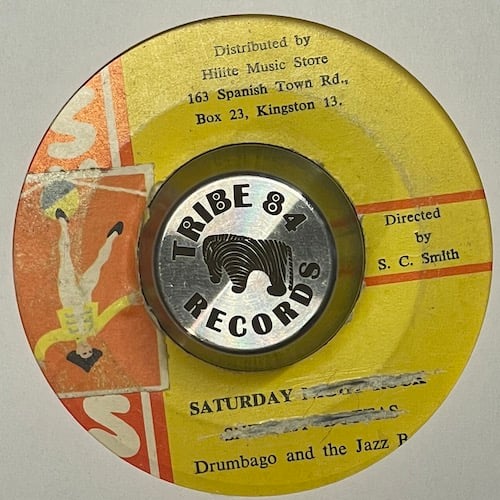 Distributed by
Hilite Music Store
163 Spanish Town Rd.,
Box 23, Kingston 13.
S
TRIBE 84
RECORDS
Directed
by
S. C. Smith
S
SATURDAY
Drumbago and the Jazz B